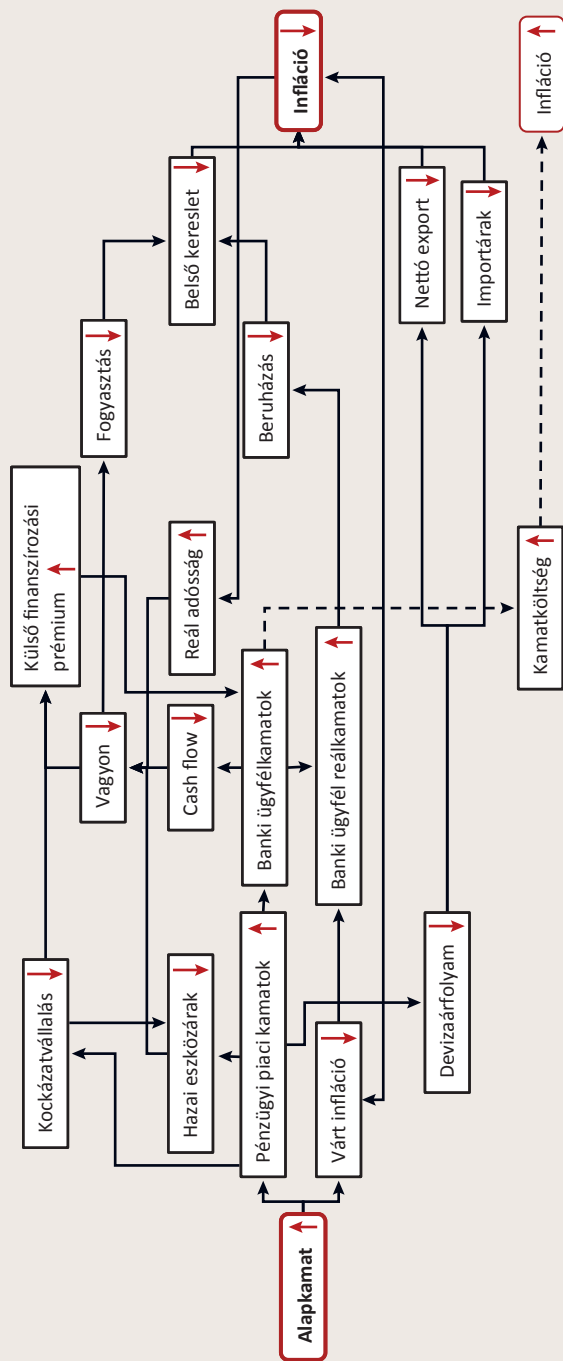 Alapkamat
Pénzügyi piaci kamatok
Várt infláció
Kockázatvállalás
Hazai eszközárak
Devizaárfolyam
Vagyon
Cash flow
Banki ügyfélkamatok
Banki ügyfél reálkamatok
Külső finanszírozási
prémium
Reál adósság
Kamatköltség
Fogyasztás
Beruházás
Belső kereslet
Nettó export
Importárak
Infláció
Infláció